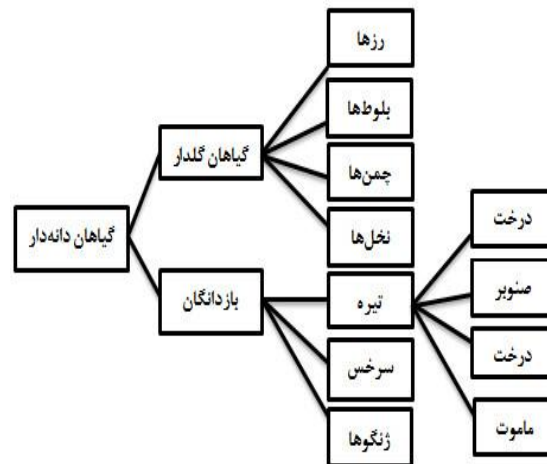 گیاهان دانه‌دار
گیاهان گلدار
بازدانگان
رزها
بلوط‌ها
چمن‌ها
نخل‌ها
تیره
سرخس
ژنگوها
درخت
صنوبر
درخت
ماموت